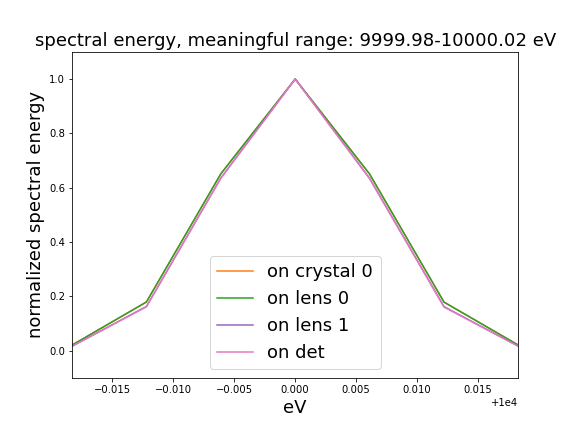 spectral energy, meaningful range: 9999.98-10000.02 eV
normalized spectral energy
1.0
0.8
0.6
0.4
0.2
0.0
on crystal 0
on lens 0
on lens 1
on det
−0.015 −0.010 −0.005 0.000 0.005 0.010 0.015
+1e4
eV